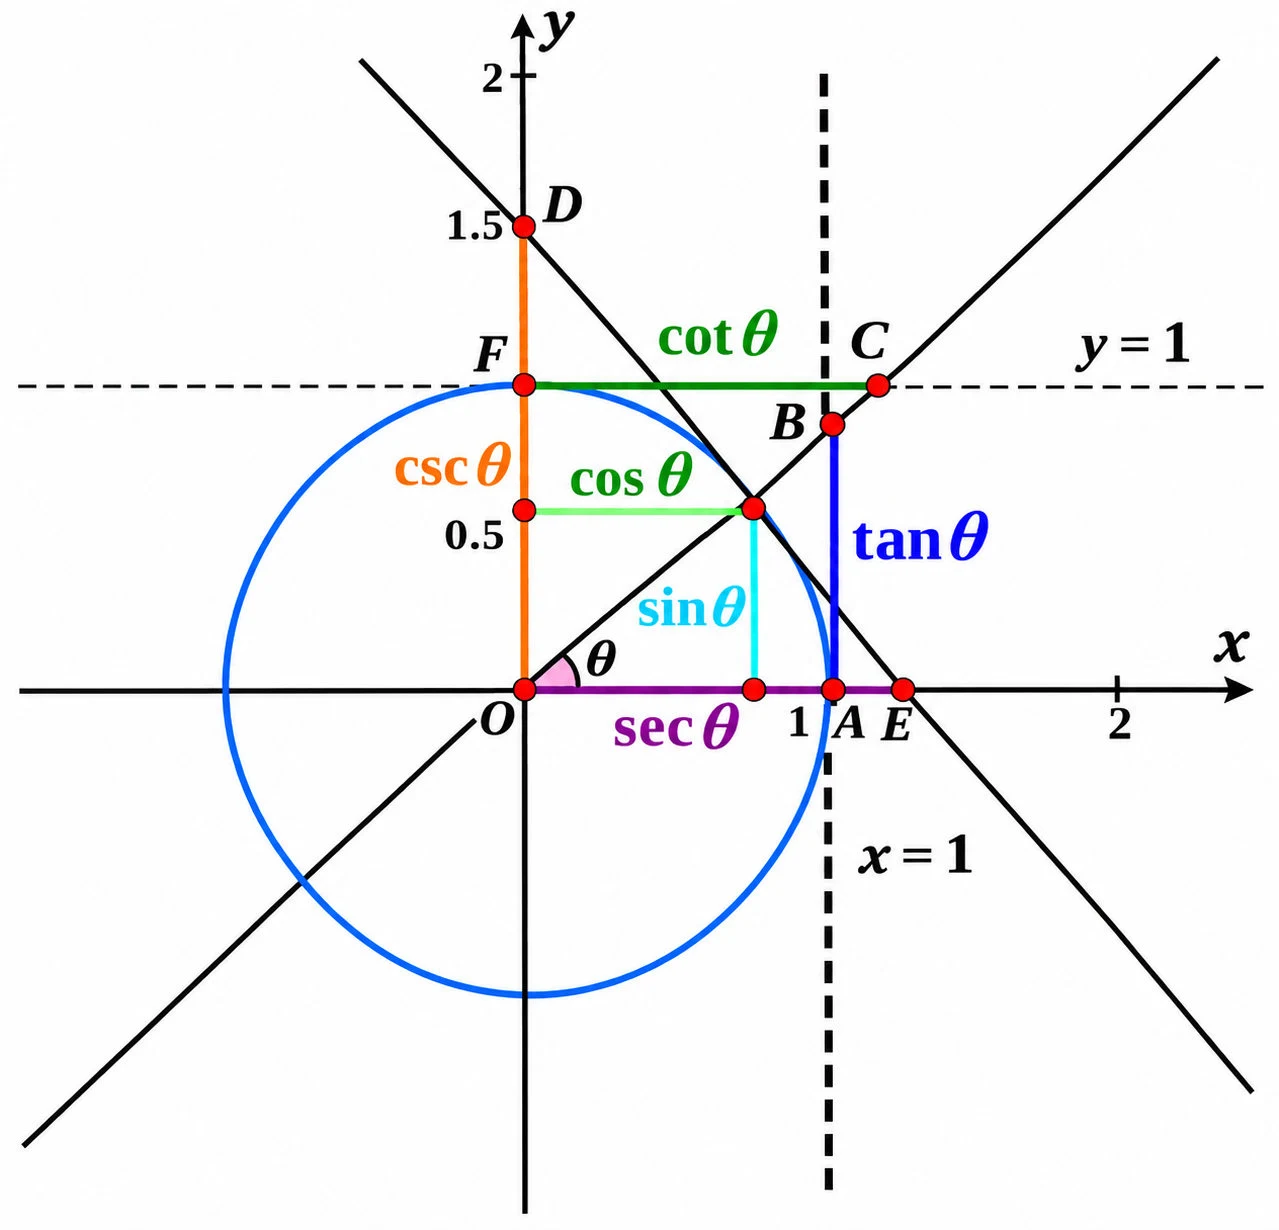 y
2
D
1.5
cot θ
C
F
y = 1
B
csc θ
cos θ
0.5
tan θ
sin θ
θ
x
O
sec θ
1
A
E
2
x = 1